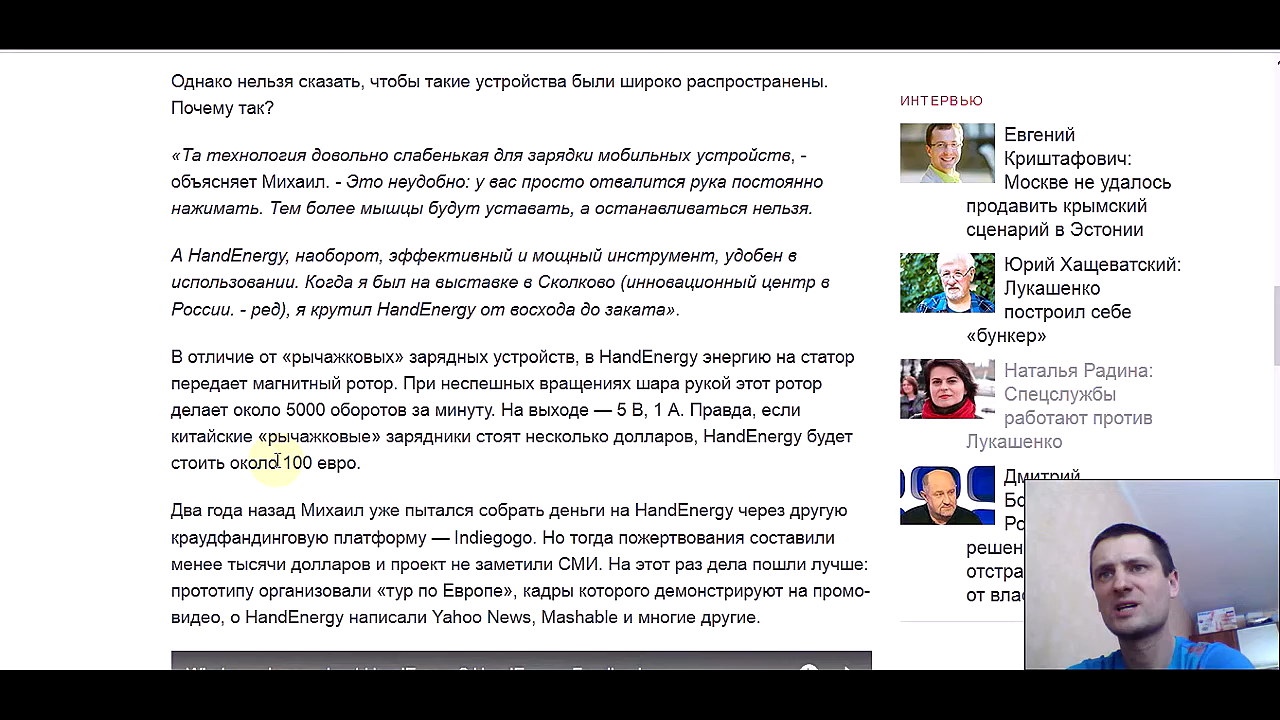 Однако нельзя сказать, чтобы такие устройства были широко распространены.
Почему так?
«Та технология довольно слабенькая для зарядки мобильных устройств, -
объясняет Михаил. - Это неудобно: у вас просто отвалится рука постоянно
нажимать. Тем более мышцы будут уставать, а останавливаться нельзя.
А HandEnergy, наоборот, эффективный и мощный инструмент, удобен в
использовании. Когда я был на выставке в Сколково (инновационный центр в
России. - ред), я крутил HandEnergy от восхода до заката».
В отличие от «рычажковых» зарядных устройств, в HandEnergy энергию на статор
передает магнитный ротор. При неспешных вращениях шара рукой этот ротор
делает около 5000 оборотов за минуту. На выходе — 5 В, 1 А. Правда, если
китайские «рычажковые» зарядники стоят несколько долларов, HandEnergy будет
стоить около 100 евро.
Два года назад Михаил уже пытался собрать деньги на HandEnergy через другую
краудфандинговую платформу — Indiegogo. Но тогда пожертвования составили
менее тысячи долларов и проект не заметили СМИ. На этот раз дела пошли лучше:
прототипу организовали «тур по Европе», кадры которого демонстрируют на промо-
видео, о HandEnergy написали Yahoo News, Mashable и многие другие.
ИНТЕРВЬЮ
Евгений
Криштафович:
Москве не удалось
продавить крымский
сценарий в Эстонии
Юрий Хащеватский:
Лукашенко
построил себе
«бункер»
Наталья Радина:
Спецслужбы
работают против
Лукашенко
Дмитрий
Бо
Ро
решен
отстра
от влас